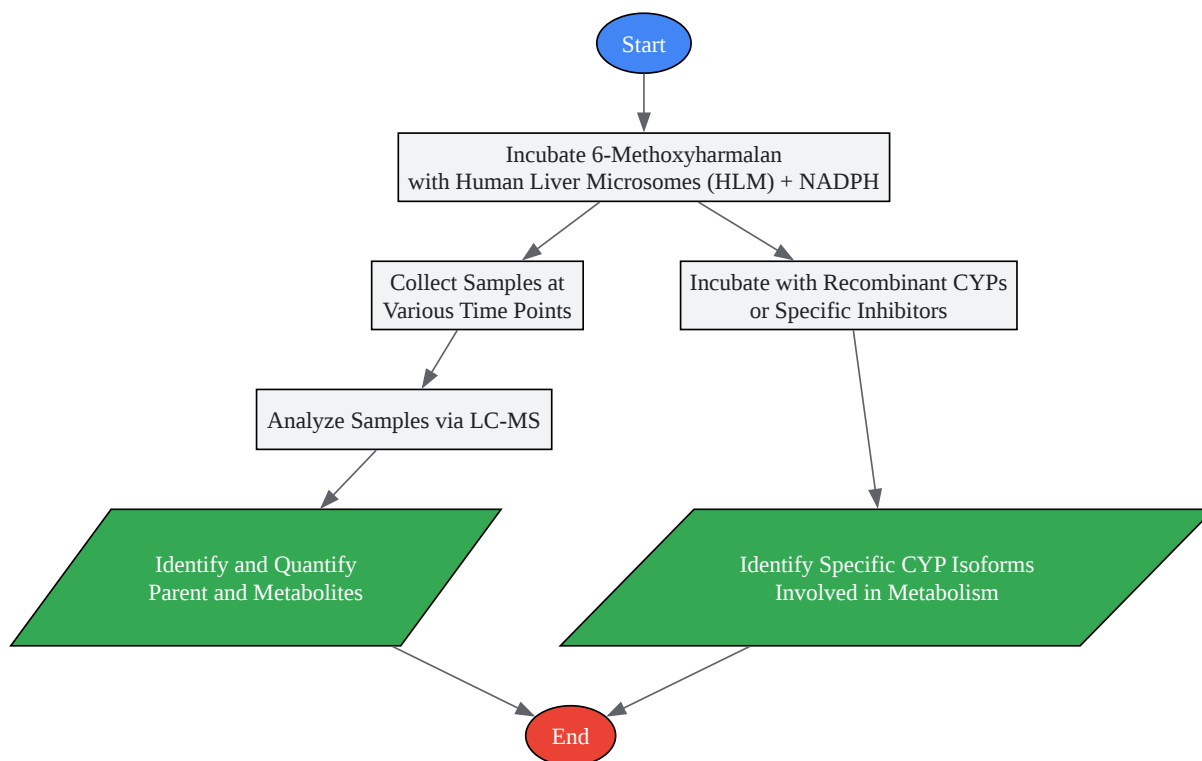 Start
Incubate 6-Methoxyharmalan
with Human Liver Microsomes (HLM) + NADPH
Collect Samples at
Various Time Points
Incubate with Recombinant CYPs
or Specific Inhibitors
Analyze Samples via LC-MS
Identify and Quantify
Parent and Metabolites
Identify Specific CYP Isoforms
Involved in Metabolism
End